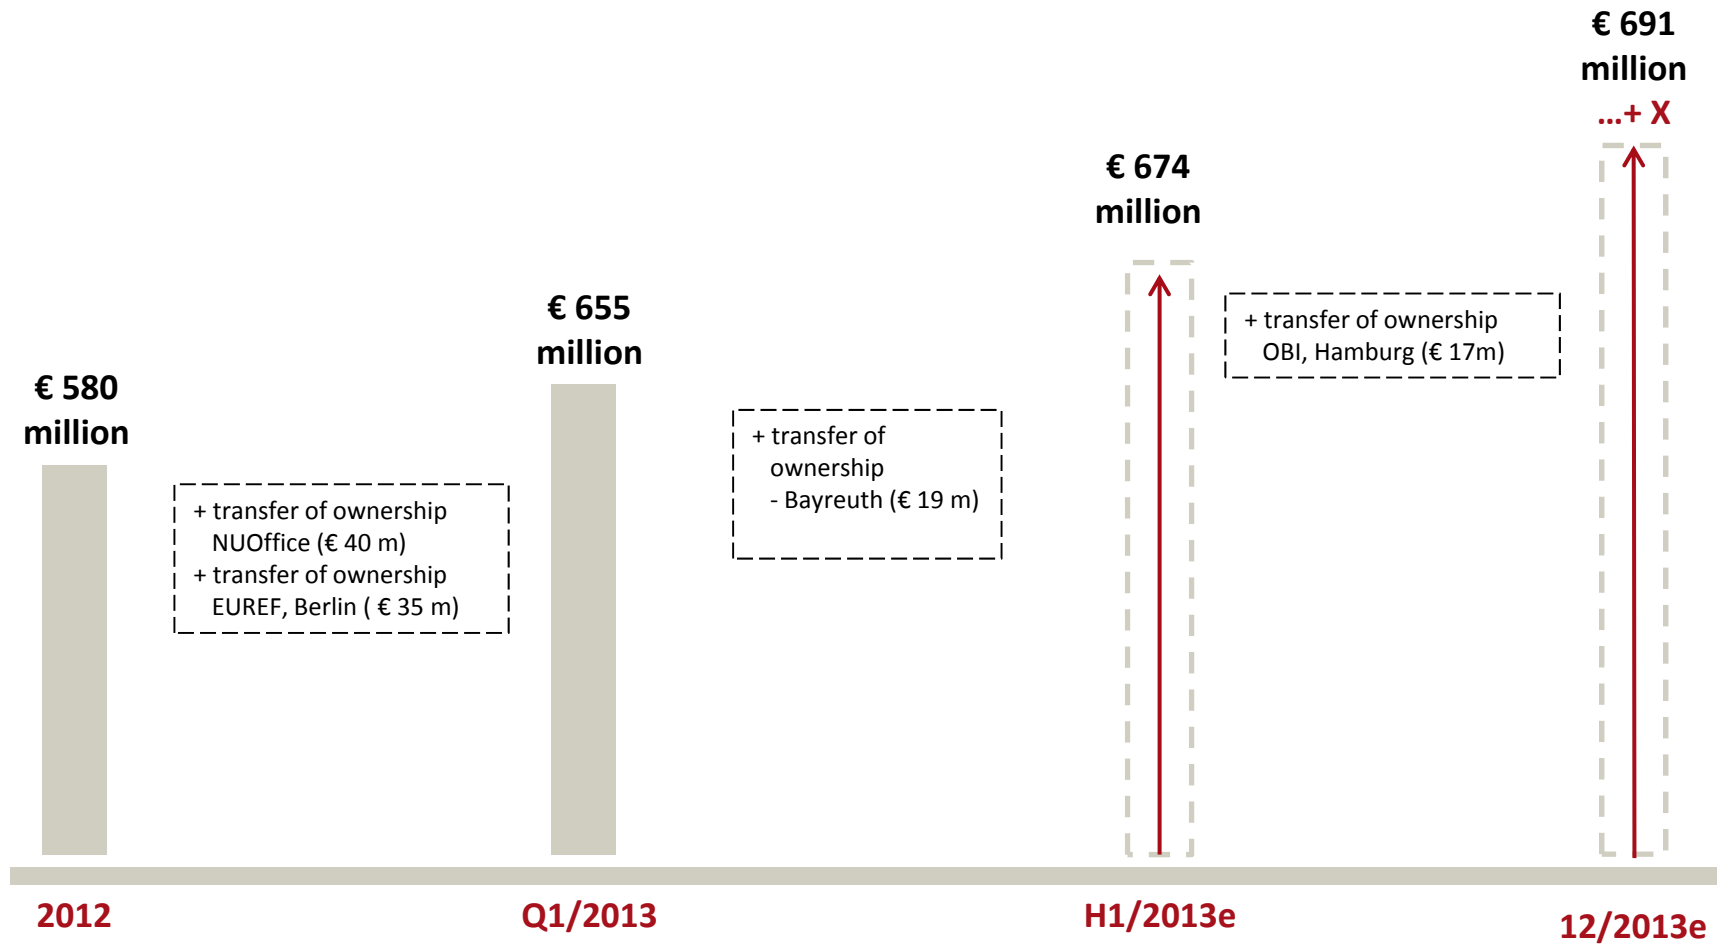 € 580
million
+ transfer of ownership
NUOffice (€ 40 m)
+ transfer of ownership
EUREF, Berlin ( € 35 m)
€ 655
million
+ transfer of
ownership
- Bayreuth (€ 19 m)
€ 674
million
+ transfer of ownership
OBI, Hamburg (€ 17m)
€ 691
million
...+ X
2012
Q1/2013
H1/2013e
12/2013e